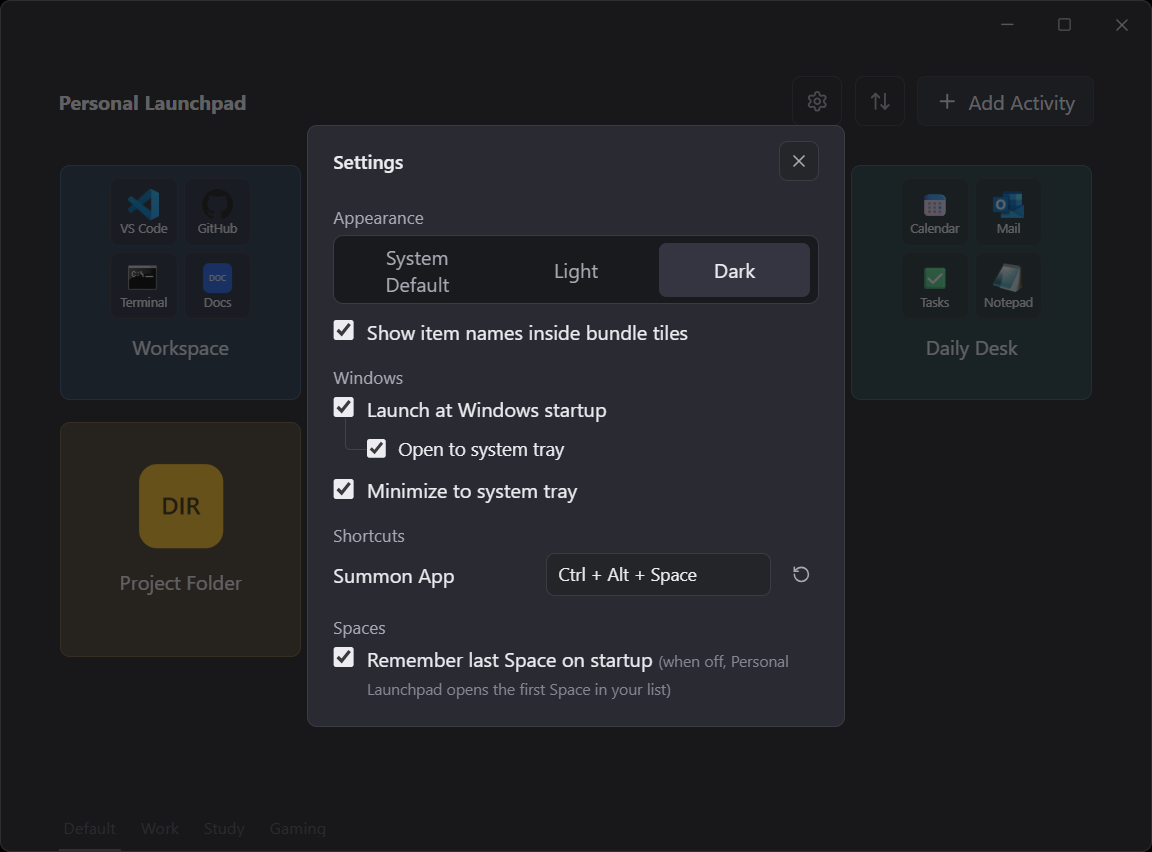 Personal Launchpad
Add Activity
VS Code
GitHub
Terminal
DOC
Docs
Workspace
Settings
Appearance
System
Default
Light
Dark
Show item names inside bundle tiles
Windows
Launch at Windows startup
Open to system tray
Minimize to system tray
Shortcuts
Summon App
Ctrl + Alt + Space
Spaces
Remember last Space on startup (when off, Personal
Launchpad opens the first Space in your list)
Calendar
Mail
Tasks
Notepad
Daily Desk
DIR
Project Folder
Default
Work
Study
Gaming